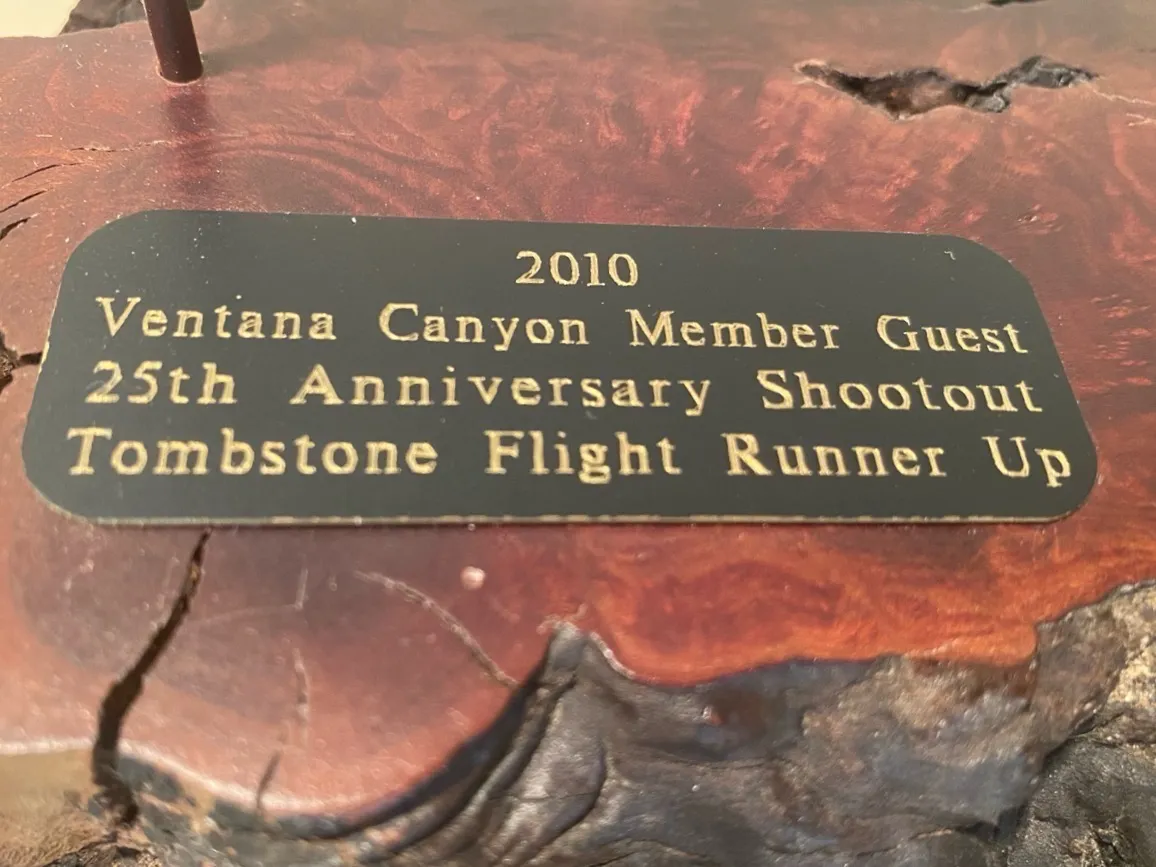 2010
Ventana Canyon Member Guest
25th Anniversary Shootout
Tombstone Flight Runner Up